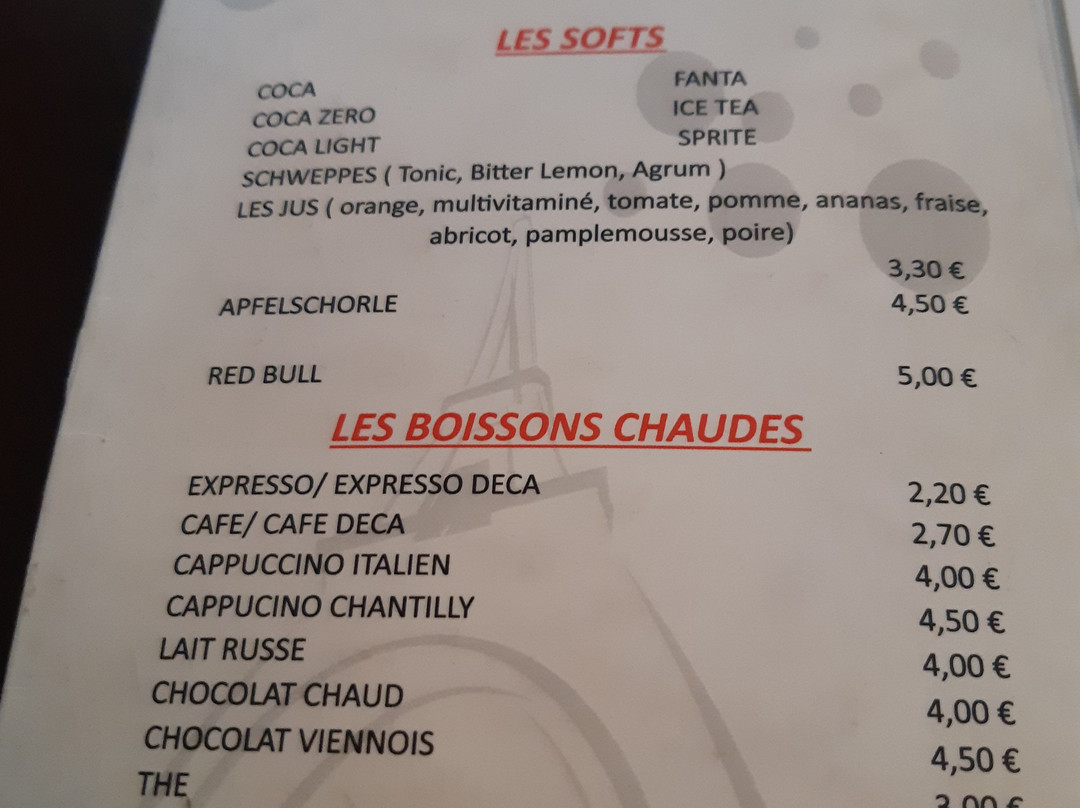 LES SOFTS
COCA FANTA
COCA ZERO ICE TEA
COCA LIGHT SPRITE
SCHWEPPES ( Tonic, Bitter Lemon, Agrum )
LES JUS ( orange, multivitaminé, tomate, pomme, ananas, fraise,
abricot, pamplemousse, poire)
3,30 €
APFELSCHORLE 4,50 €
RED BULL 5,00 €
LES BOISSONS CHAUDES
EXPRESSO/ EXPRESSO DECA 2,20 €
CAFE/ CAFE DECA 2,70 €
CAPPUCCINO ITALIEN 4,00 €
CAPPUCINO CHANTILLY 4,50 €
LAIT RUSSE 4,00 €
CHOCOLAT CHAUD 4,00 €
CHOCOLAT VIENNOIS 4,50 €
THE 3,00 €